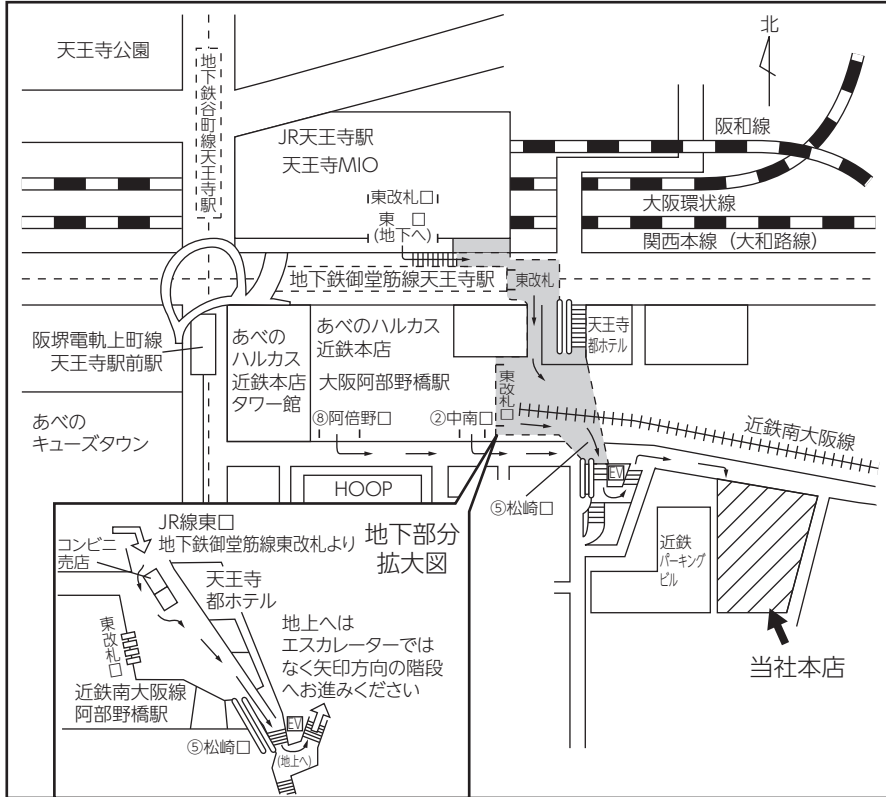 天王寺公園
地下鉄谷町線天王寺駅
JR天王寺駅
天王寺MIO
東改札口
東　口
(地下へ)
北
阪和線
大阪環状線
関西本線（大和路線）
地下鉄御堂筋線天王寺駅
東改札
阪堺電軌上町線
天王寺駅前駅
あべの
ハルカス
近鉄本店
タワー館
あべのハルカス
近鉄本店
大阪阿部野橋駅
東改札口
天王寺
都ホテル
あべの
キューズタウン
⑧阿倍野口
②中南口
近鉄南大阪線
EV
⑤松崎口
HOOP
近鉄
パーキング
ビル
当社本店
地下部分
拡大図
JR線東口
地下鉄御堂筋線東改札より
コンビニ
売店
天王寺
都ホテル
東改札口
地上へは
エスカレーターでは
なく矢印方向の階段
へお進みください
近鉄南大阪線
阿部野橋駅
EV
⑤松崎口
(地上へ)